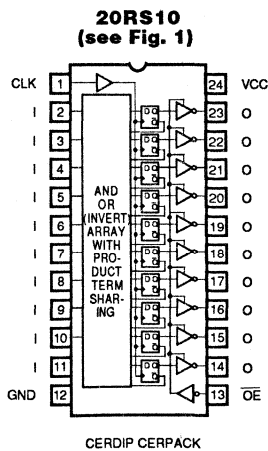 20RS10
(see Fig. 1)
CLK 1 24 VCC
I 2 23 O
I 3 22 O
I 4 21 O
I 5 20 O
I 6 19 O
I 7 18 O
I 8 17 O
I 9 16 O
I 10 15 O
I 11 14 O
GND 12 13 OE
AND
OR
(INVERT)
ARRAY
WITH
PRO-
DUCT
TERM
SHAR-
ING
CERDIP CERPACK